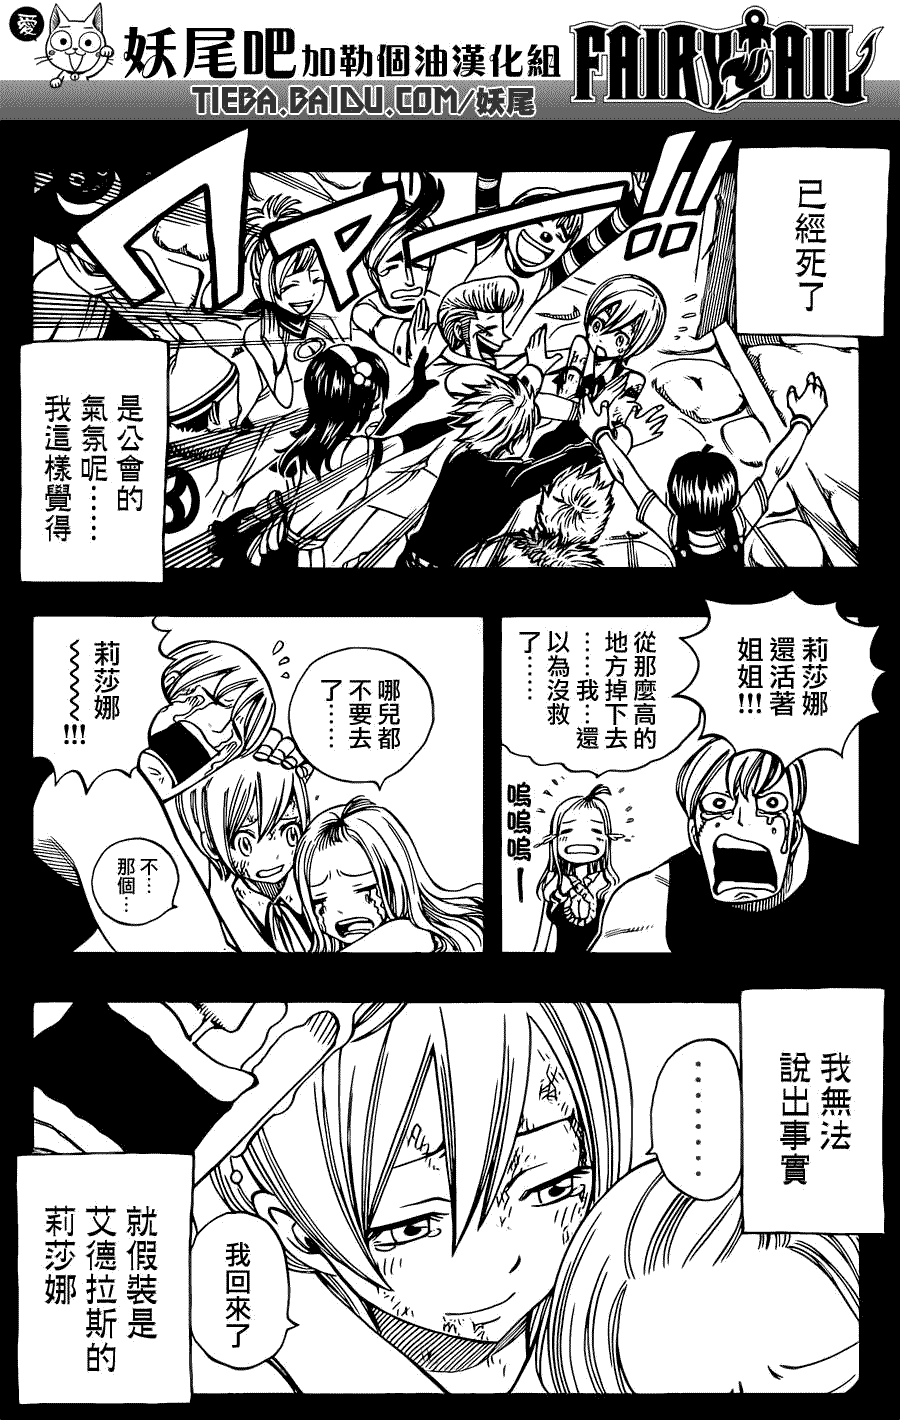 愛
妖尾吧 加勒個油漢化組
FAIRY TAIL
TIEBA.BAIDU.COM/妖尾
ワァー!!
已經死了
是公會的
氣氛呢……
我這樣覺得
莉莎娜
還活著
姐姐!!!
從那麼高的
地方掉下去
……我…還
以為沒救
了……
嗚嗚嗚ー
哪兒都
不要去
了……
莉莎娜
~~~~~!!!
不…
那個…
我無法
說出事實
………
我回來了
就假裝是
艾德拉斯的
莉莎娜